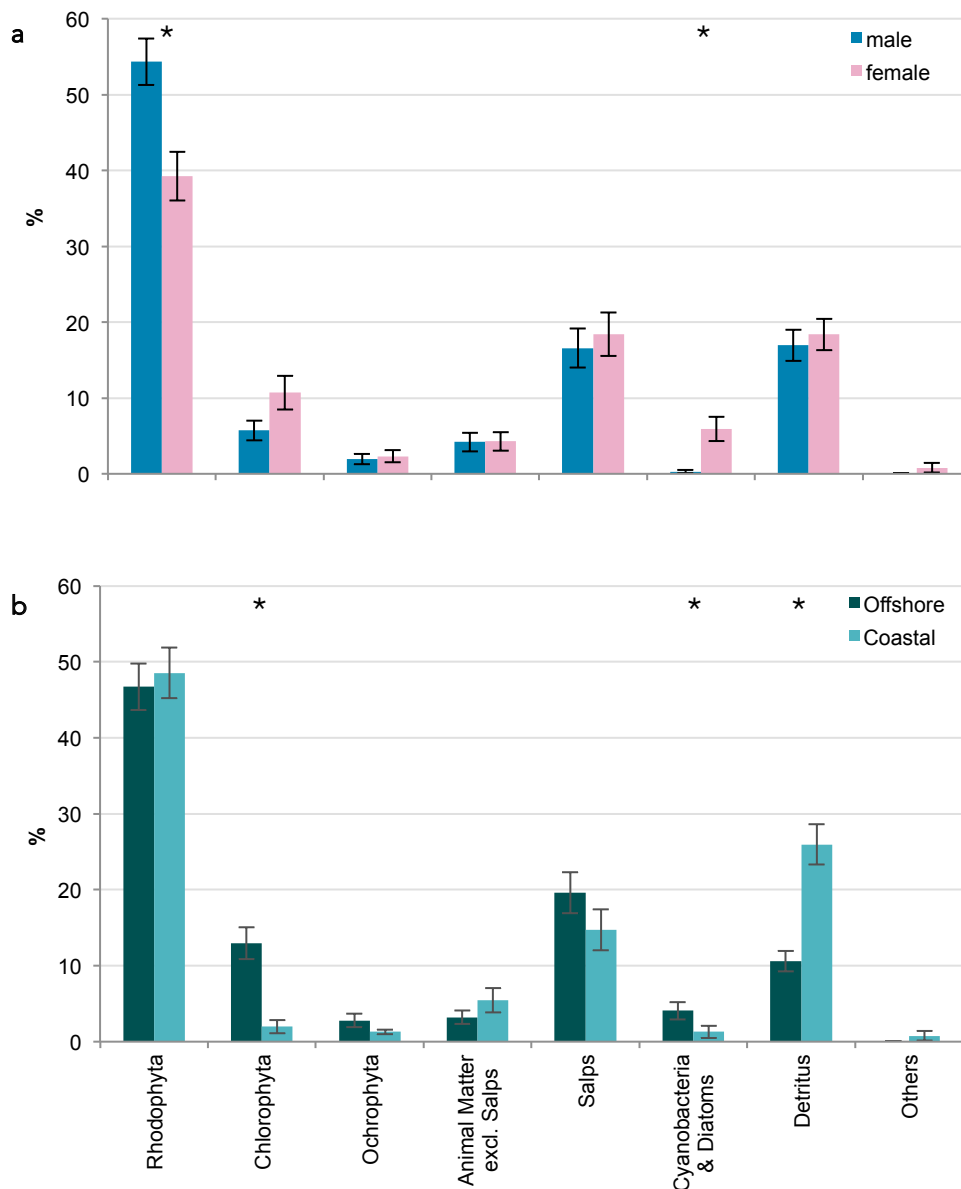 a
60
50
40
30
20
10
0
%
*
*
male
female
b
60
50
40
30
20
10
0
%
*
*
*
Offshore
Coastal
Rhodophyta
Chlorophyta
Ochrophyta
Animal Matter
excl. Salps
Salps
Cyanobacteria
& Diatoms
Detritus
Others